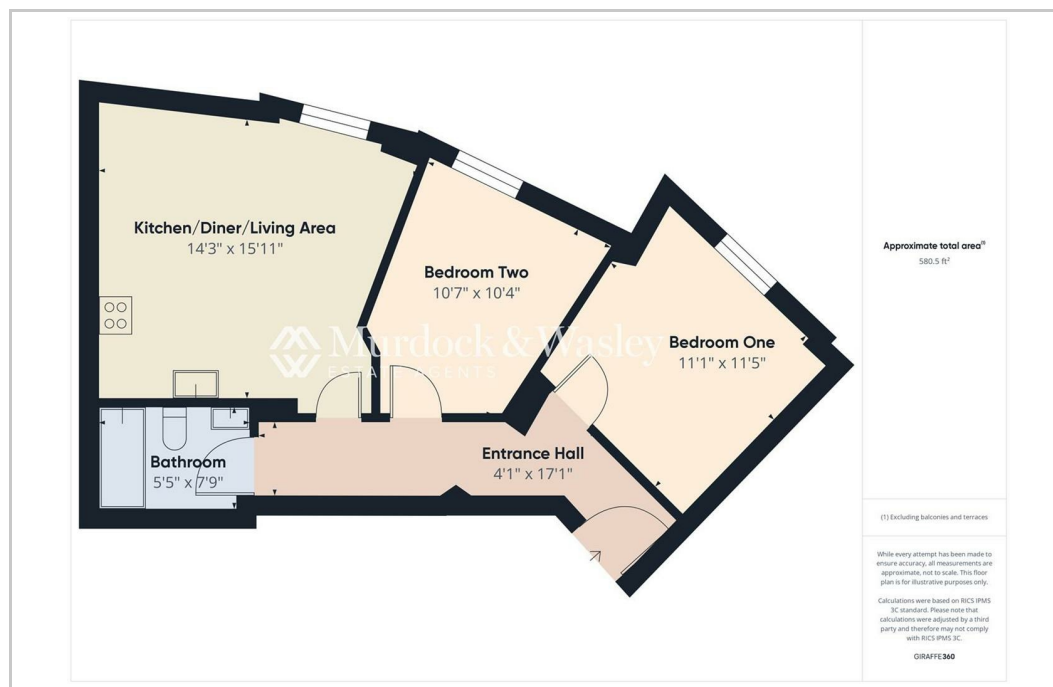 Kitchen/Diner/Living Area
14'3" x 15'11"
Bedroom Two
10'7" x 10'4"
Bedroom One
11'1" x 11'5"
Murdock & Wasley
ESTATE AGENTS
Entrance Hall
4'1" x 17'1"
Bathroom
5'5" x 7'9"
Approximate total area(1)
580.5 ft²
(1) Excluding balconies and terraces
While every attempt has been made to
ensure accuracy, all measurements are
approximate, not to scale. This floor
plan is for illustrative purposes only.
Calculations were based on RICS IPMS
3C standard. Please note that
calculations were adjusted by a third
party and therefore may not comply
with RICS IPMS 3C.
GIRAFFE360